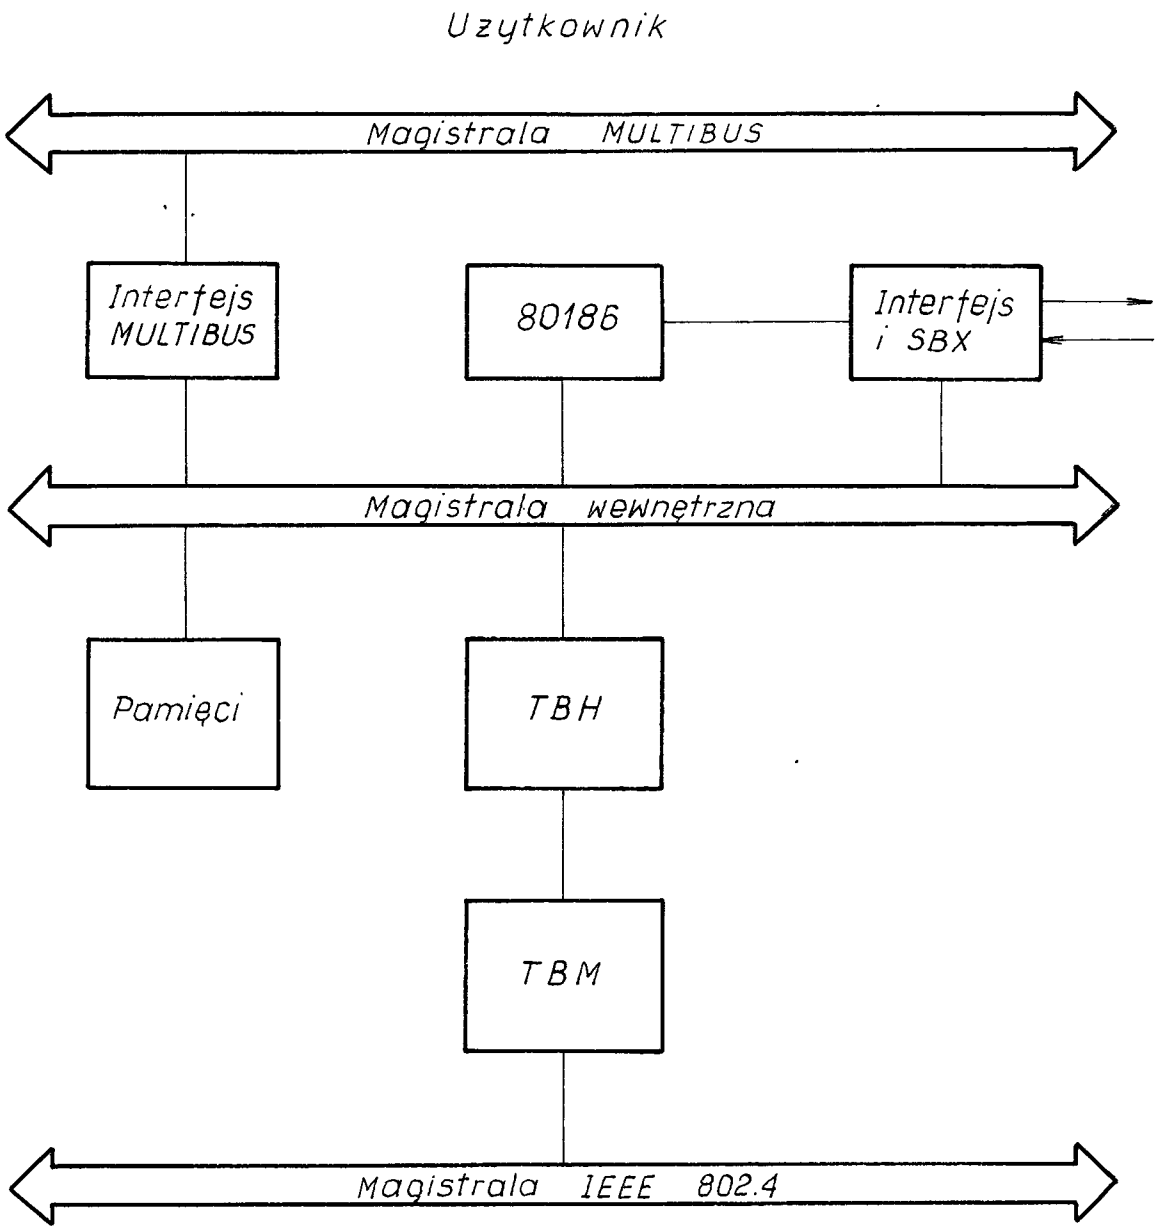 Uzytkownik
Magistrala MULTIBUS
Interfejs
MULTIBUS
80186
Interfejs
i SBX
Magistrala wewnętrzna
Pamięci
TBH
TBM
Magistrala IEEE 802.4